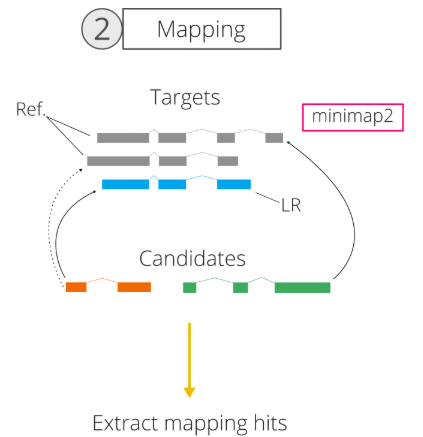 2 Mapping
Targets
Ref.
minimap2
LR
Candidates
Extract mapping hits